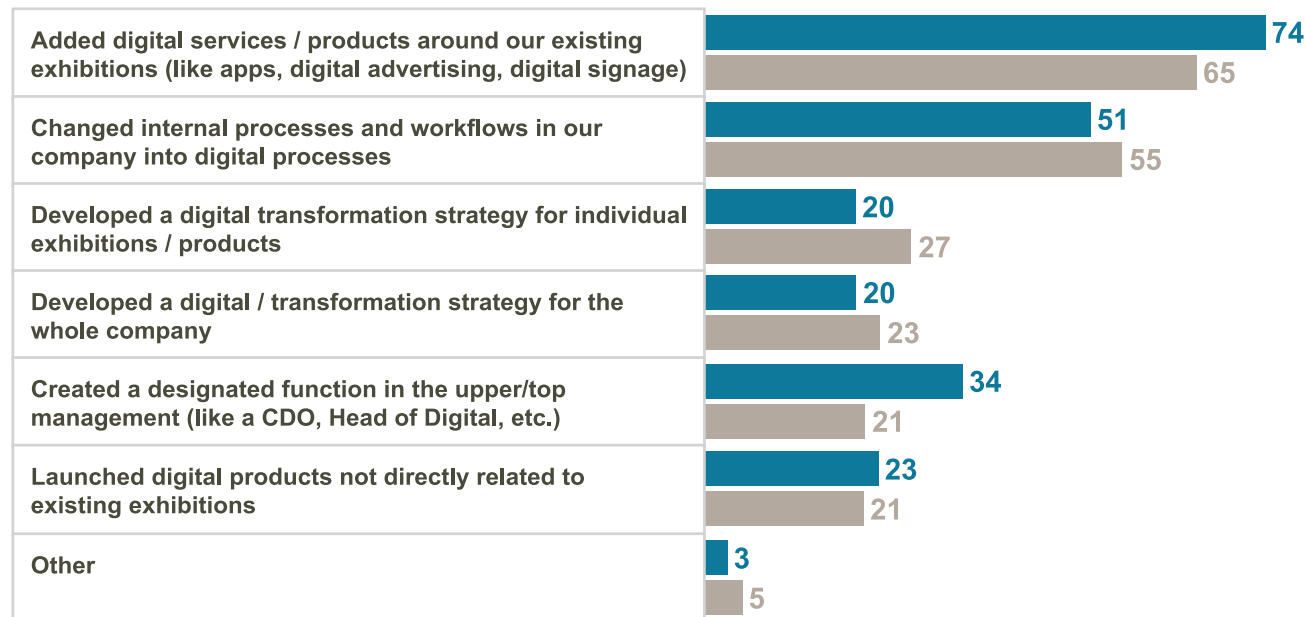 Added digital services / products around our existing
exhibitions (like apps, digital advertising, digital signage)
74
65
Changed internal processes and workflows in our
company into digital processes
51
55
Developed a digital transformation strategy for individual
exhibitions / products
20
27
Developed a digital / transformation strategy for the
whole company
20
23
Created a designated function in the upper/top
management (like a CDO, Head of Digital, etc.)
34
21
Launched digital products not directly related to
existing exhibitions
23
21
Other
3
5